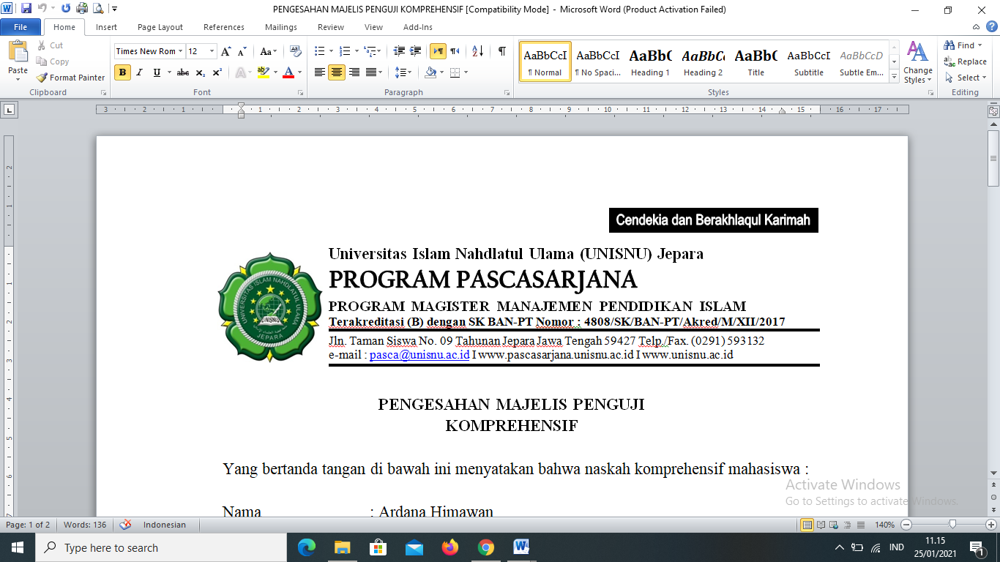 PENGESAHAN MAJELIS PENGUJI KOMPREHENSIF [Compatibility Mode] - Microsoft Word (Product Activation Failed)
File Home Insert Page Layout References Mailings Review View Add-Ins
Paste
Cut
Copy
Format Painter
Clipboard
Times New Rom 12
B I U abc
Font
Paragraph
AaBbCcI AaBbCcI AaBbC AaBbCc AaBbC AaBbCcI AaBbCcD
¶ Normal ¶ No Spaci... Heading 1 Heading 2 Title Subtitle Subtle Em...
Styles
Change Styles
Find
Replace
Select
Editing
3 2 1 1 2 3 4 5 6 7 8 9 10 11 12 13 14 15 16 17
Cendekia dan Berakhlaqul Karimah
UNIVERSITAS ISLAM NAHDLATUL ULAMA
UNISNU
JEPARA
Universitas Islam Nahdlatul Ulama (UNISNU) Jepara
PROGRAM PASCASARJANA
PROGRAM MAGISTER MANAJEMEN PENDIDIKAN ISLAM
Terakreditasi (B) dengan SK BAN-PT Nomor : 4808/SK/BAN-PT/Akred/M/XII/2017
Jln. Taman Siswa No. 09 Tahunan Jepara Jawa Tengah 59427 Telp./Fax. (0291) 593132
e-mail : pasca@unisnu.ac.id I www.pascasarjana.unisnu.ac.id I www.unisnu.ac.id
PENGESAHAN MAJELIS PENGUJI
KOMPREHENSIF
Yang bertanda tangan di bawah ini menyatakan bahwa naskah komprehensif mahasiswa :
Nama : Ardana Himawan
Activate Windows
Go to Settings to activate Windows.
Page: 1 of 2 Words: 136 Indonesian 140%
Type here to search
IND
11.15
25/01/2021
1